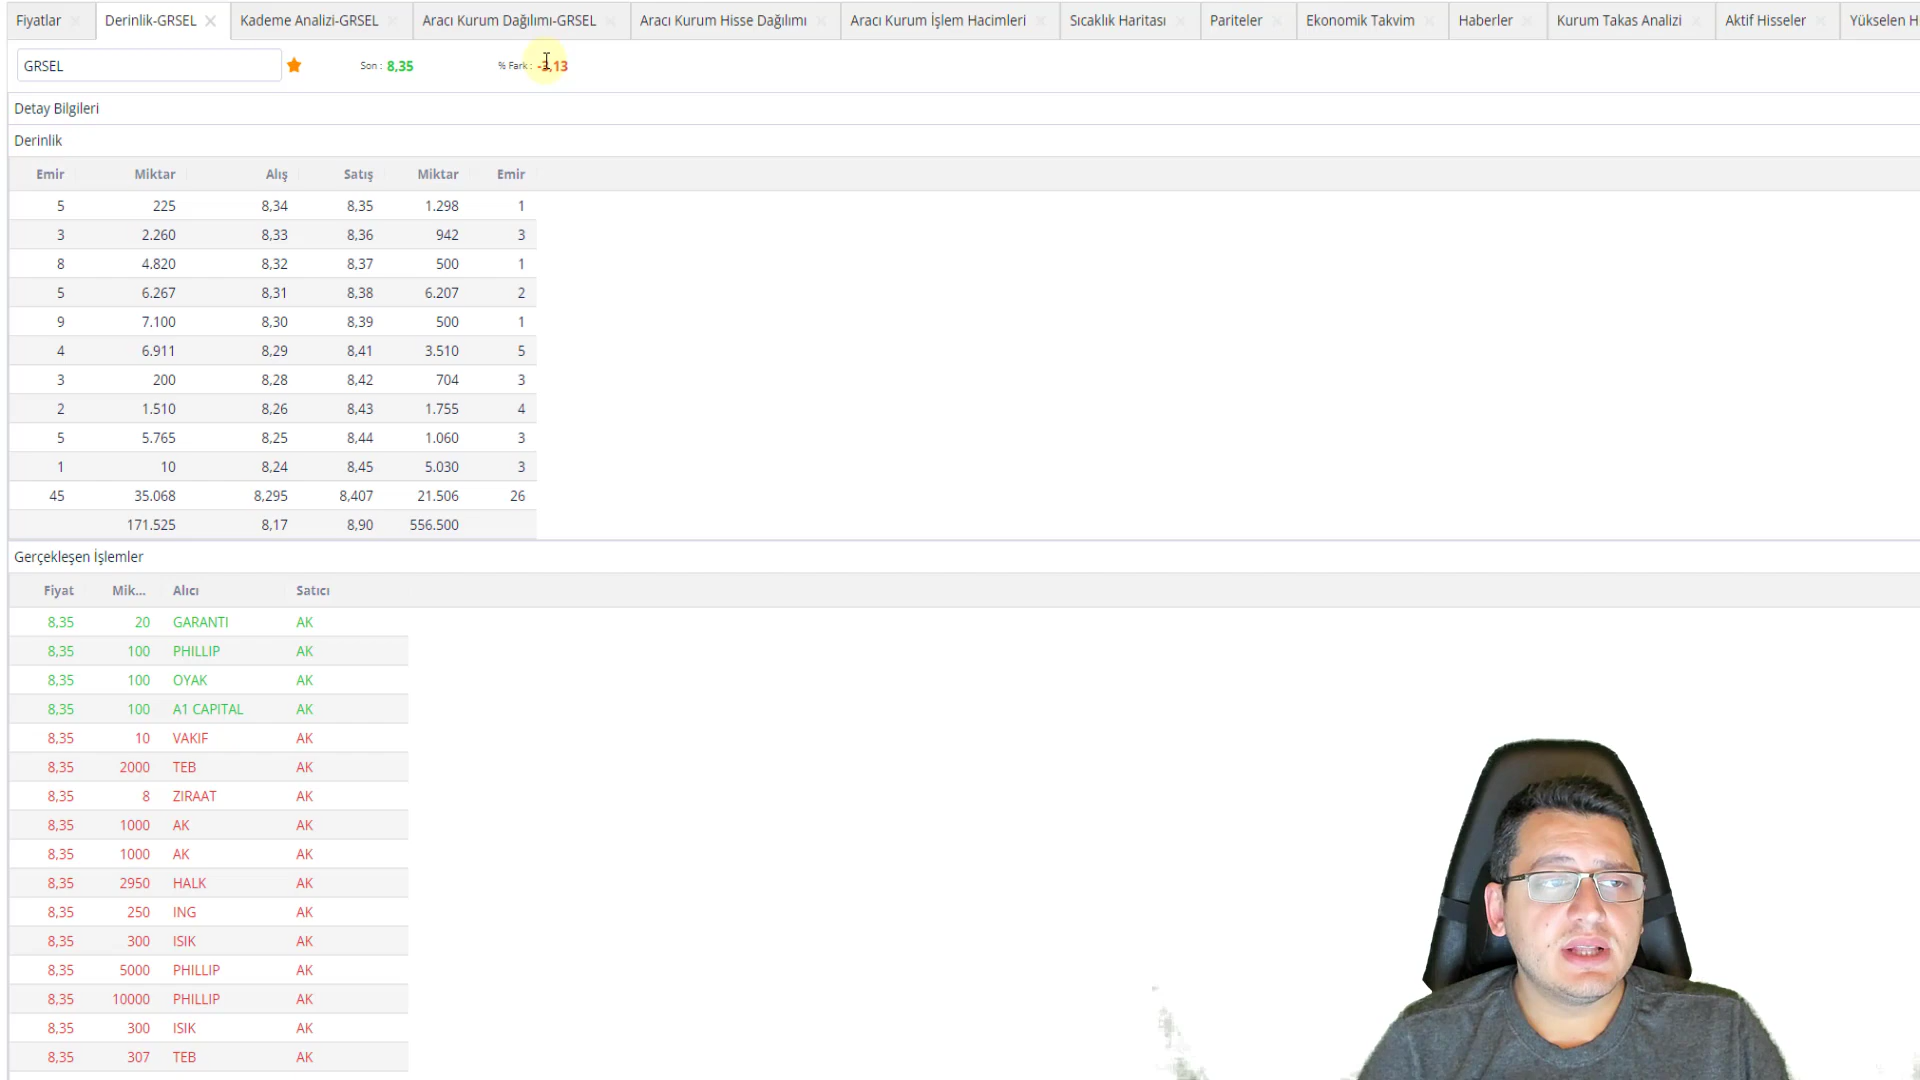 Fiyatlar Derinlik-GRSEL Kademe Analizi-GRSEL Aracı Kurum Dağılımı-GRSEL Aracı Kurum Hisse Dağılımı Aracı Kurum İşlem Hacimleri Sıcaklık Haritası Pariteler Ekonomik Takvim Haberler Kurum Takas Analizi Aktif Hisseler Yükselen H
GRSEL Son : 8,35 % Fark :
Detay Bilgileri
Derinlik
Emir Miktar Alış Satış Miktar Emir
5 225 8,34 8,35 1.298 1
3 2.260 8,33 8,36 942 3
8 4.820 8,32 8,37 500 1
5 6.267 8,31 8,38 6.207 2
9 7.100 8,30 8,39 500 1
4 6.911 8,29 8,41 3.510 5
3 200 8,28 8,42 704 3
2 1.510 8,26 8,43 1.755 4
5 5.765 8,25 8,44 1.060 3
1 10 8,24 8,45 5.030 3
45 35.068 8,295 8,407 21.506 26
171.525 8,17 8,90 556.500
Gerçekleşen İşlemler
Fiyat Mik... Alıcı Satıcı
8,35 20 GARANTI AK
8,35 100 PHILLIP AK
8,35 100 OYAK AK
8,35 100 A1 CAPITAL AK
8,35 10 VAKIF AK
8,35 2000 TEB AK
8,35 8 ZIRAAT AK
8,35 1000 AK AK
8,35 1000 AK AK
8,35 2950 HALK AK
8,35 250 ING AK
8,35 300 ISIK AK
8,35 5000 PHILLIP AK
8,35 10000 PHILLIP AK
8,35 300 ISIK AK
8,35 307 TEB AK